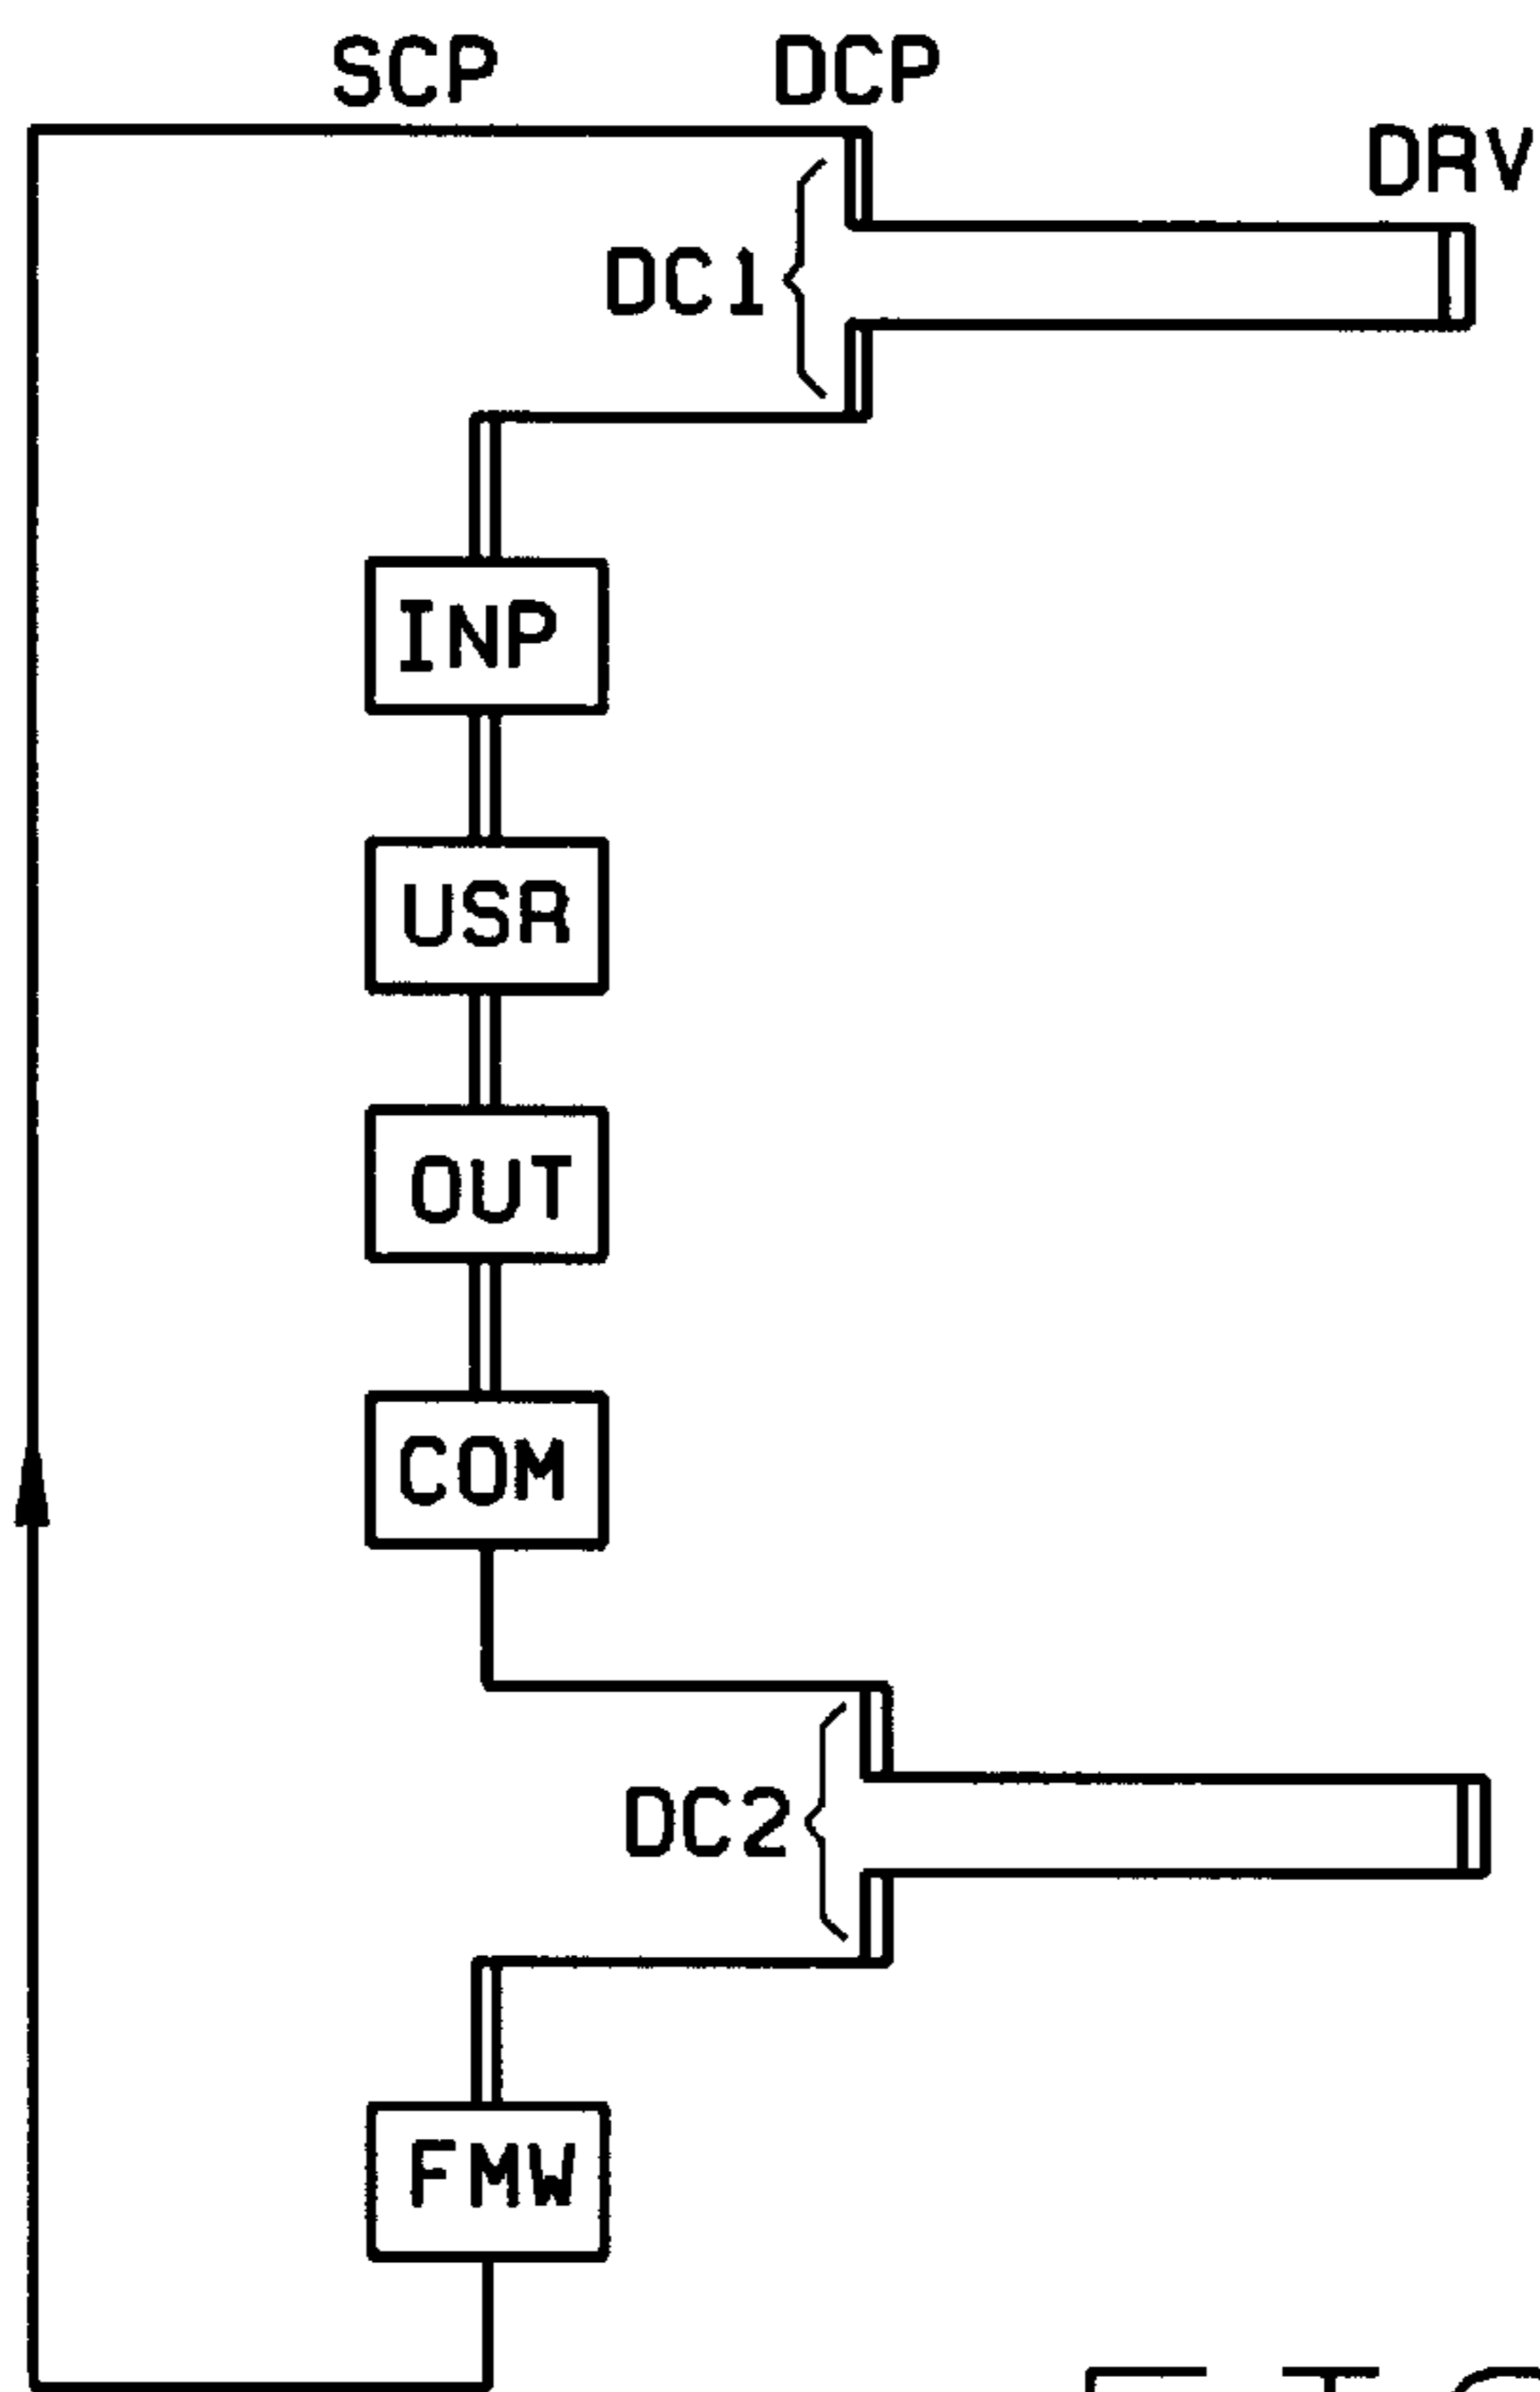 SCP DCP
DRV
DC1
INP
USR
OUT
COM
DC2
FMW